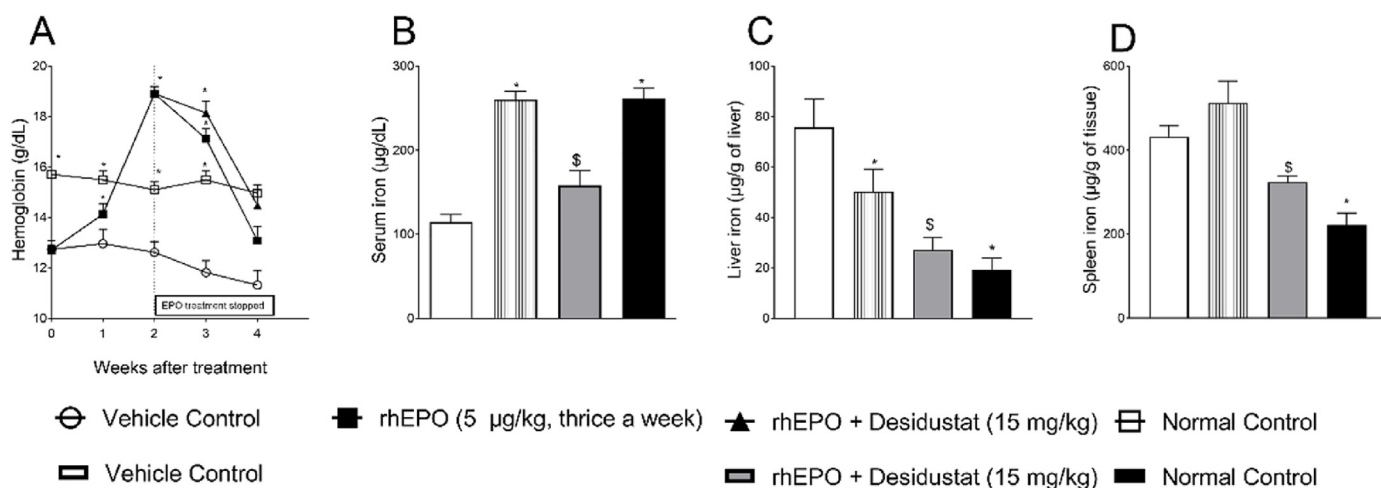 A
Hemoglobin (g/dL)
20
18
16
14
12
10
* * * * * * * *
EPO treatment stopped
0 1 2 3 4
Weeks after treatment
B
Serum iron (µg/dL)
300
200
100
0
* $ *
C
Liver iron (µg/g of liver)
100
80
60
40
20
0
* $ *
D
Spleen iron (µg/g of tissue)
600
400
200
0
$ *
Vehicle Control rhEPO (5 µg/kg, thrice a week) rhEPO + Desidustat (15 mg/kg) Normal Control
Vehicle Control rhEPO + Desidustat (15 mg/kg) Normal Control